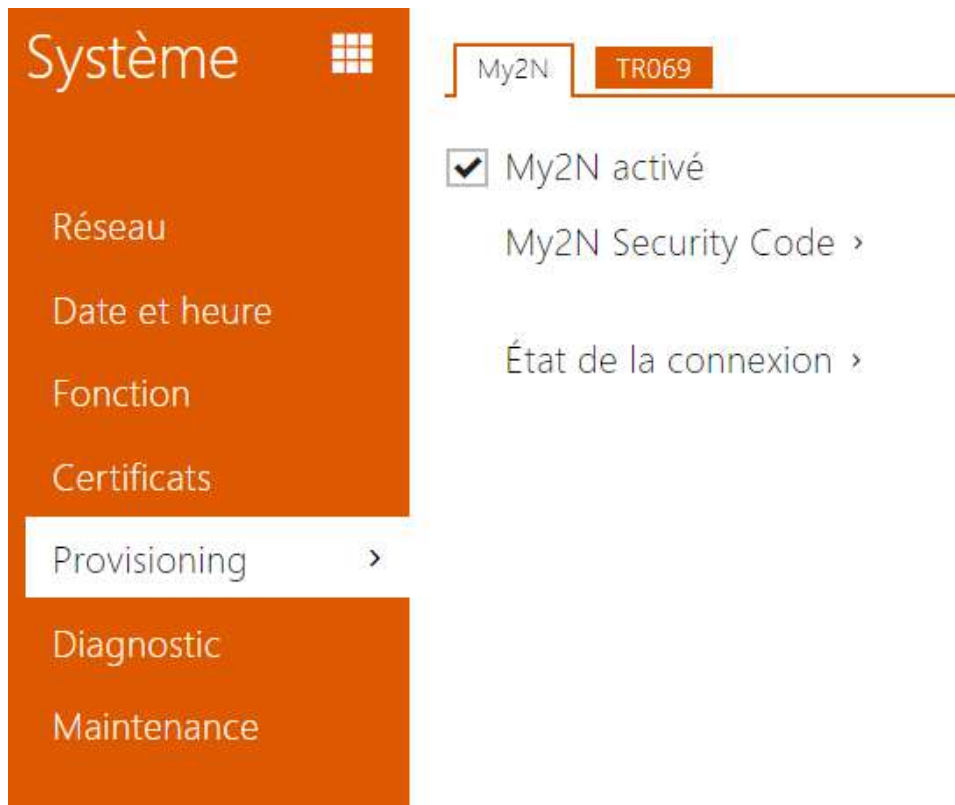 Système
Réseau
Date et heure
Fonction
Certificats
Provisioning
Diagnostic
Maintenance
My2N TR069
My2N activé
My2N Security Code
État de la connexion